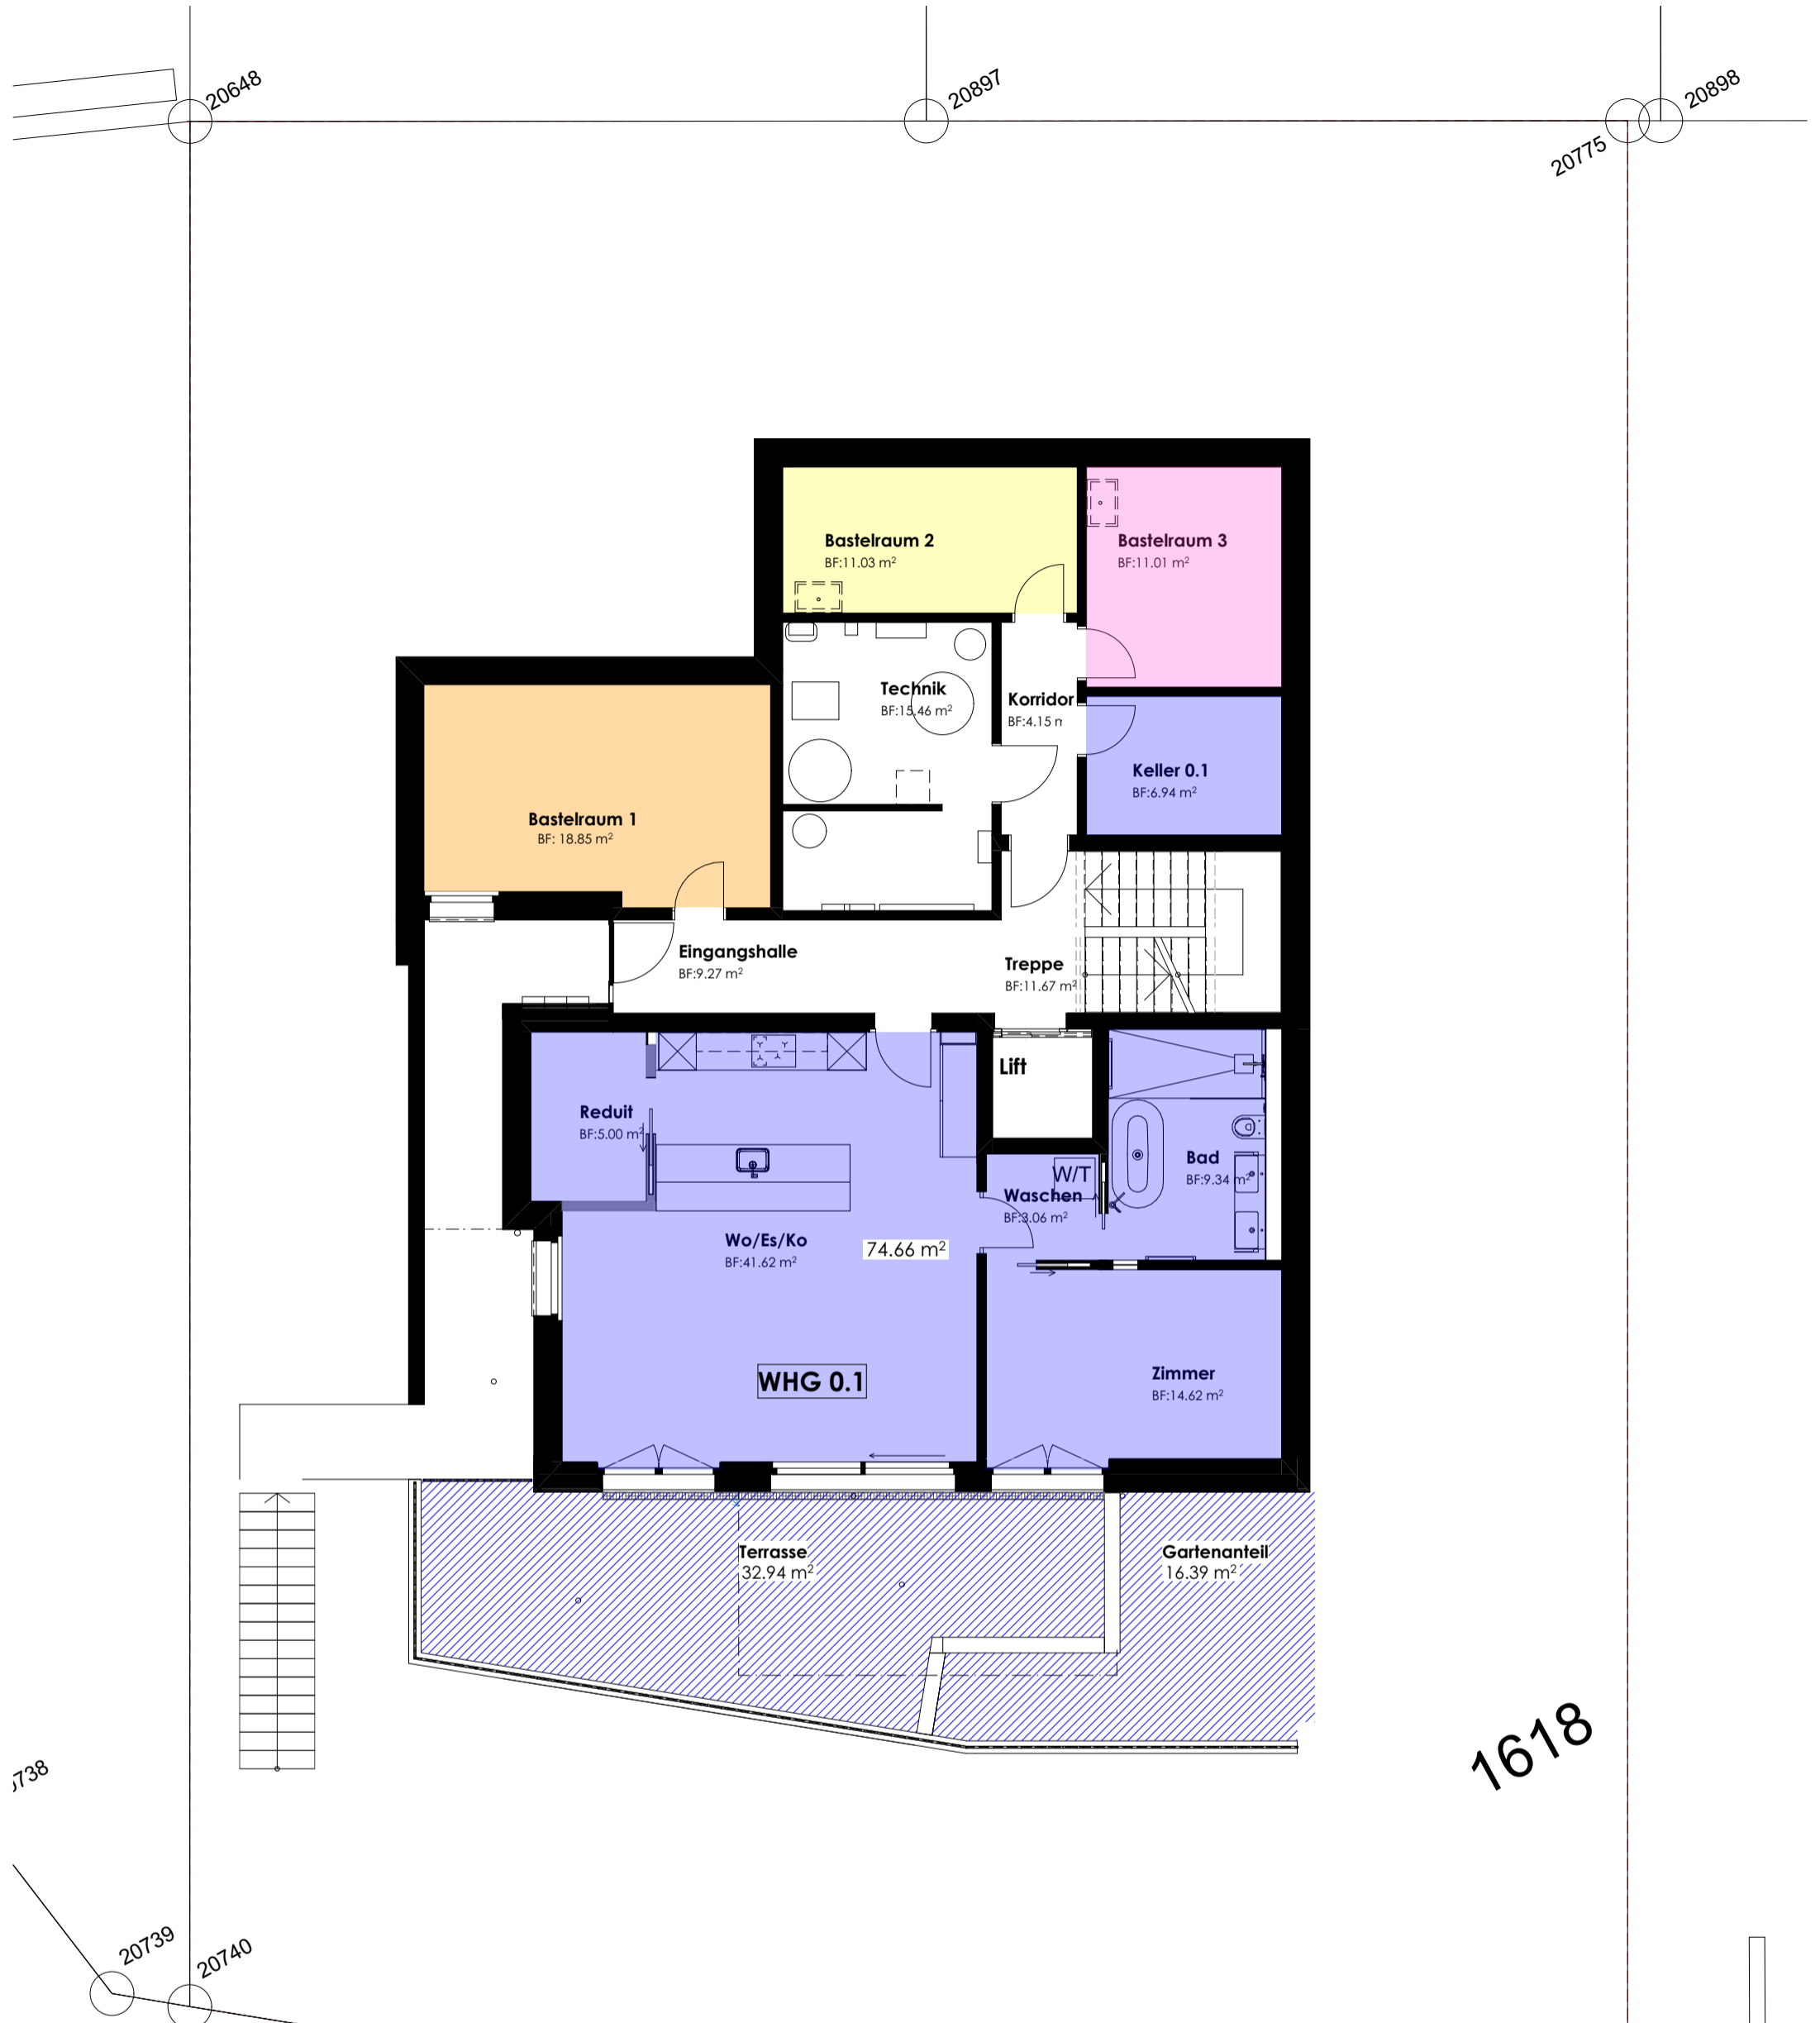 20648
20897
20898
20775
Bastelraum 2
BF:11.03 m²
Bastelraum 3
BF:11.01 m²
Technik
BF:15.46 m²
Korridor
BF:4.15
Keller 0.1
BF:6.94 m²
Bastelraum 1
BF: 18.85 m²
Eingangshalle
BF:9.27 m²
Treppe
BF:11.67 m²
Lift
Reduit
BF:5.00 m²
Bad
BF:9.34 m²
W/T
Waschen
BF:3.06 m²
Wo/Es/Ko
BF:41.62 m²
74.66 m²
WHG 0.1
Zimmer
BF:14.62 m²
Terrasse
32.94 m²
Gartenanteil
16.39 m²
1618
20739
20740